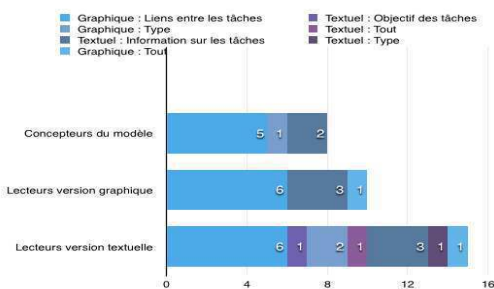 Graphique : Liens entre les tâches
Graphique : Type
Textuel : Information sur les tâches
Graphique : Tout
Textuel : Objectif des tâches
Textuel : Tout
Textuel : Type
Concepteurs du modèle
5 1 2
Lecteurs version graphique
6 3 1
Lecteurs version textuelle
6 1 2 1 3 1 1
0 4 8 12 16